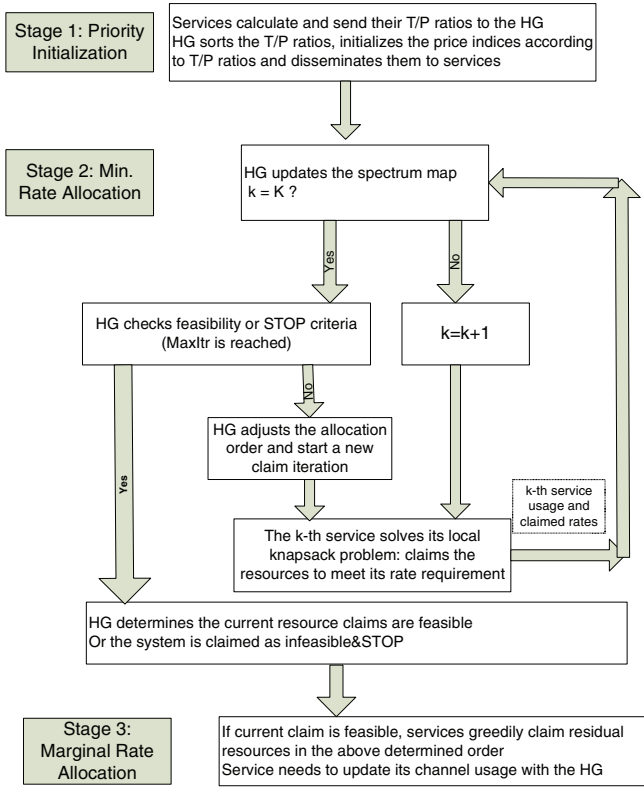 Stage 1: Priority
Initialization
Services calculate and send their T/P ratios to the HG
HG sorts the T/P ratios, initializes the price indices according
to T/P ratios and disseminates them to services
Stage 2: Min.
Rate Allocation
HG updates the spectrum map
k = K ?
Yes
No
HG checks feasibility or STOP criteria
(MaxItr is reached)
k=k+1
No
Yes
HG adjusts the allocation
order and start a new
claim iteration
k-th service
usage and
claimed rates
The k-th service solves its local
knapsack problem: claims the
resources to meet its rate requirement
HG determines the current resource claims are feasible
Or the system is claimed as infeasible&STOP
Stage 3:
Marginal Rate
Allocation
If current claim is feasible, services greedily claim residual
resources in the above determined order
Service needs to update its channel usage with the HG